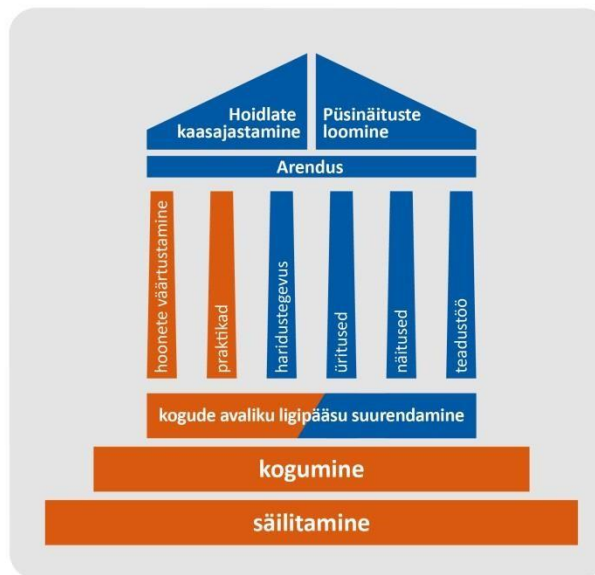 Hoidlate
kaasajastamine
Püsinäituste
loomine
Arendus
hoonete väärtustamine
praktikad
haridustegevus
üritused
näitused
teadustöö
kogude avaliku ligipääsu suurendamine
kogumine
säilitamine